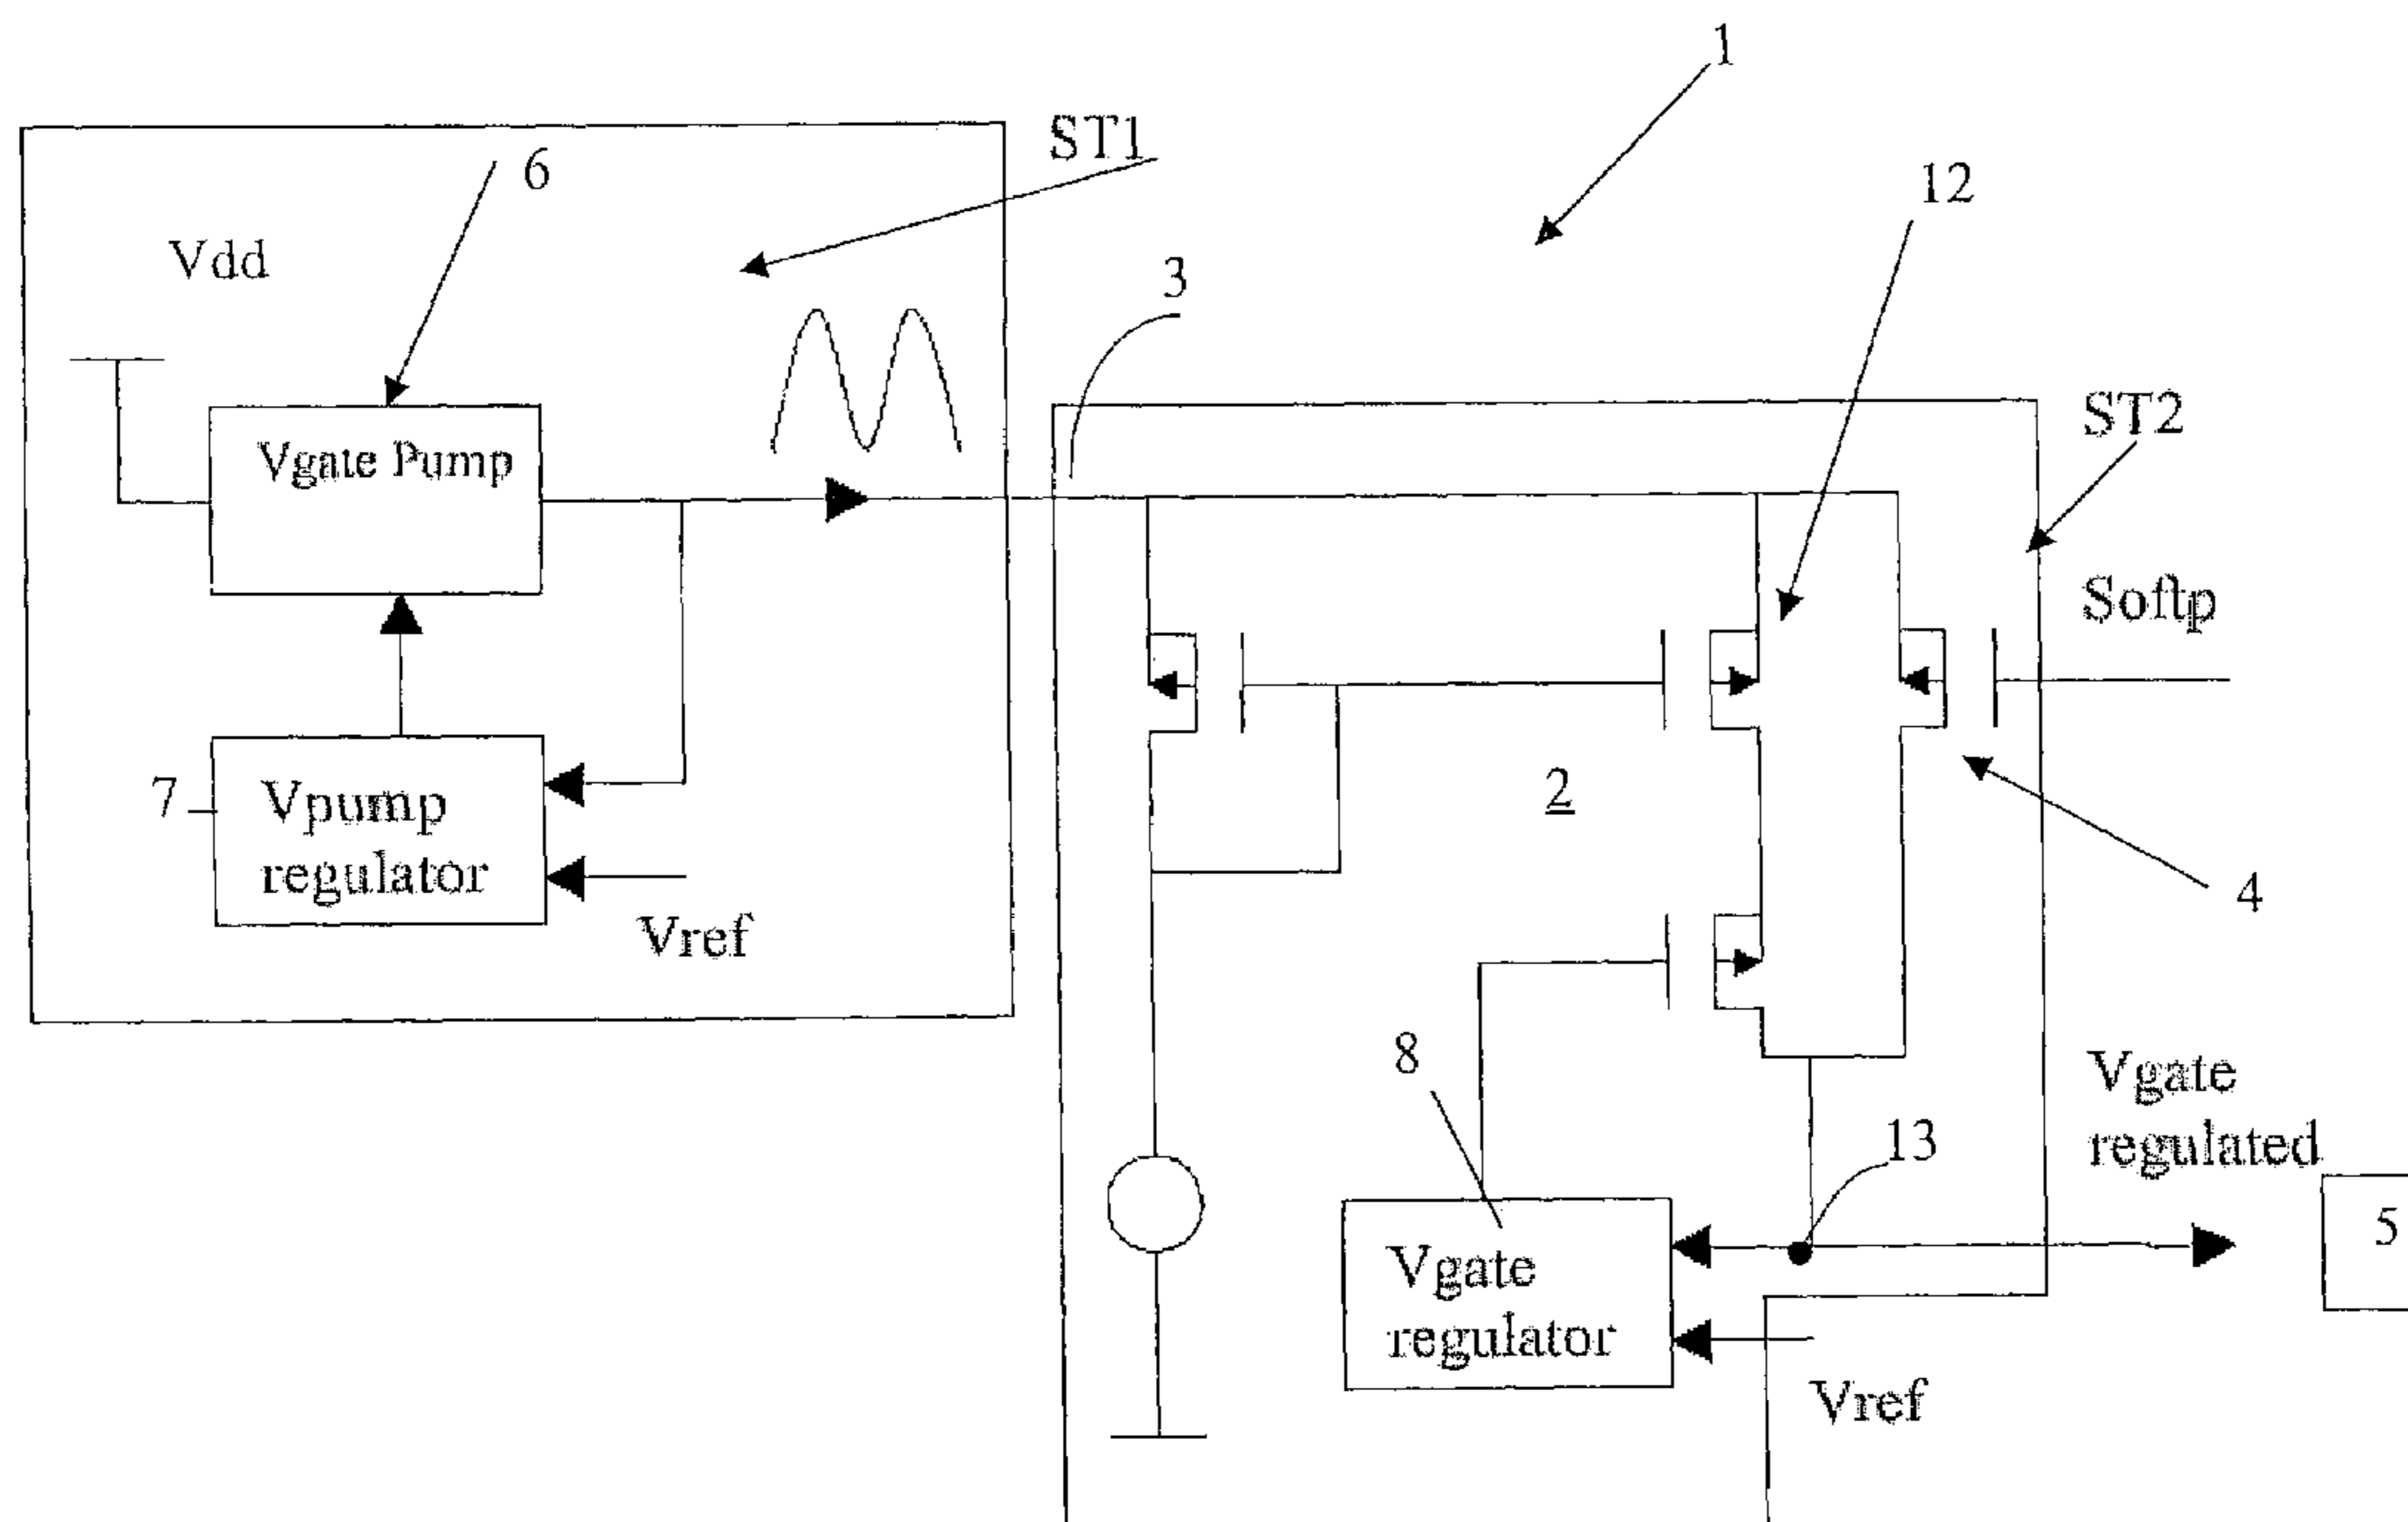 1
ST1
6
12
Vdd
3
ST2
Vgate Pump
Softp
2
7
Vpump
regulator
4
Vref
8
Vgate
regulated
13
5
Vgate
regulator
Vref